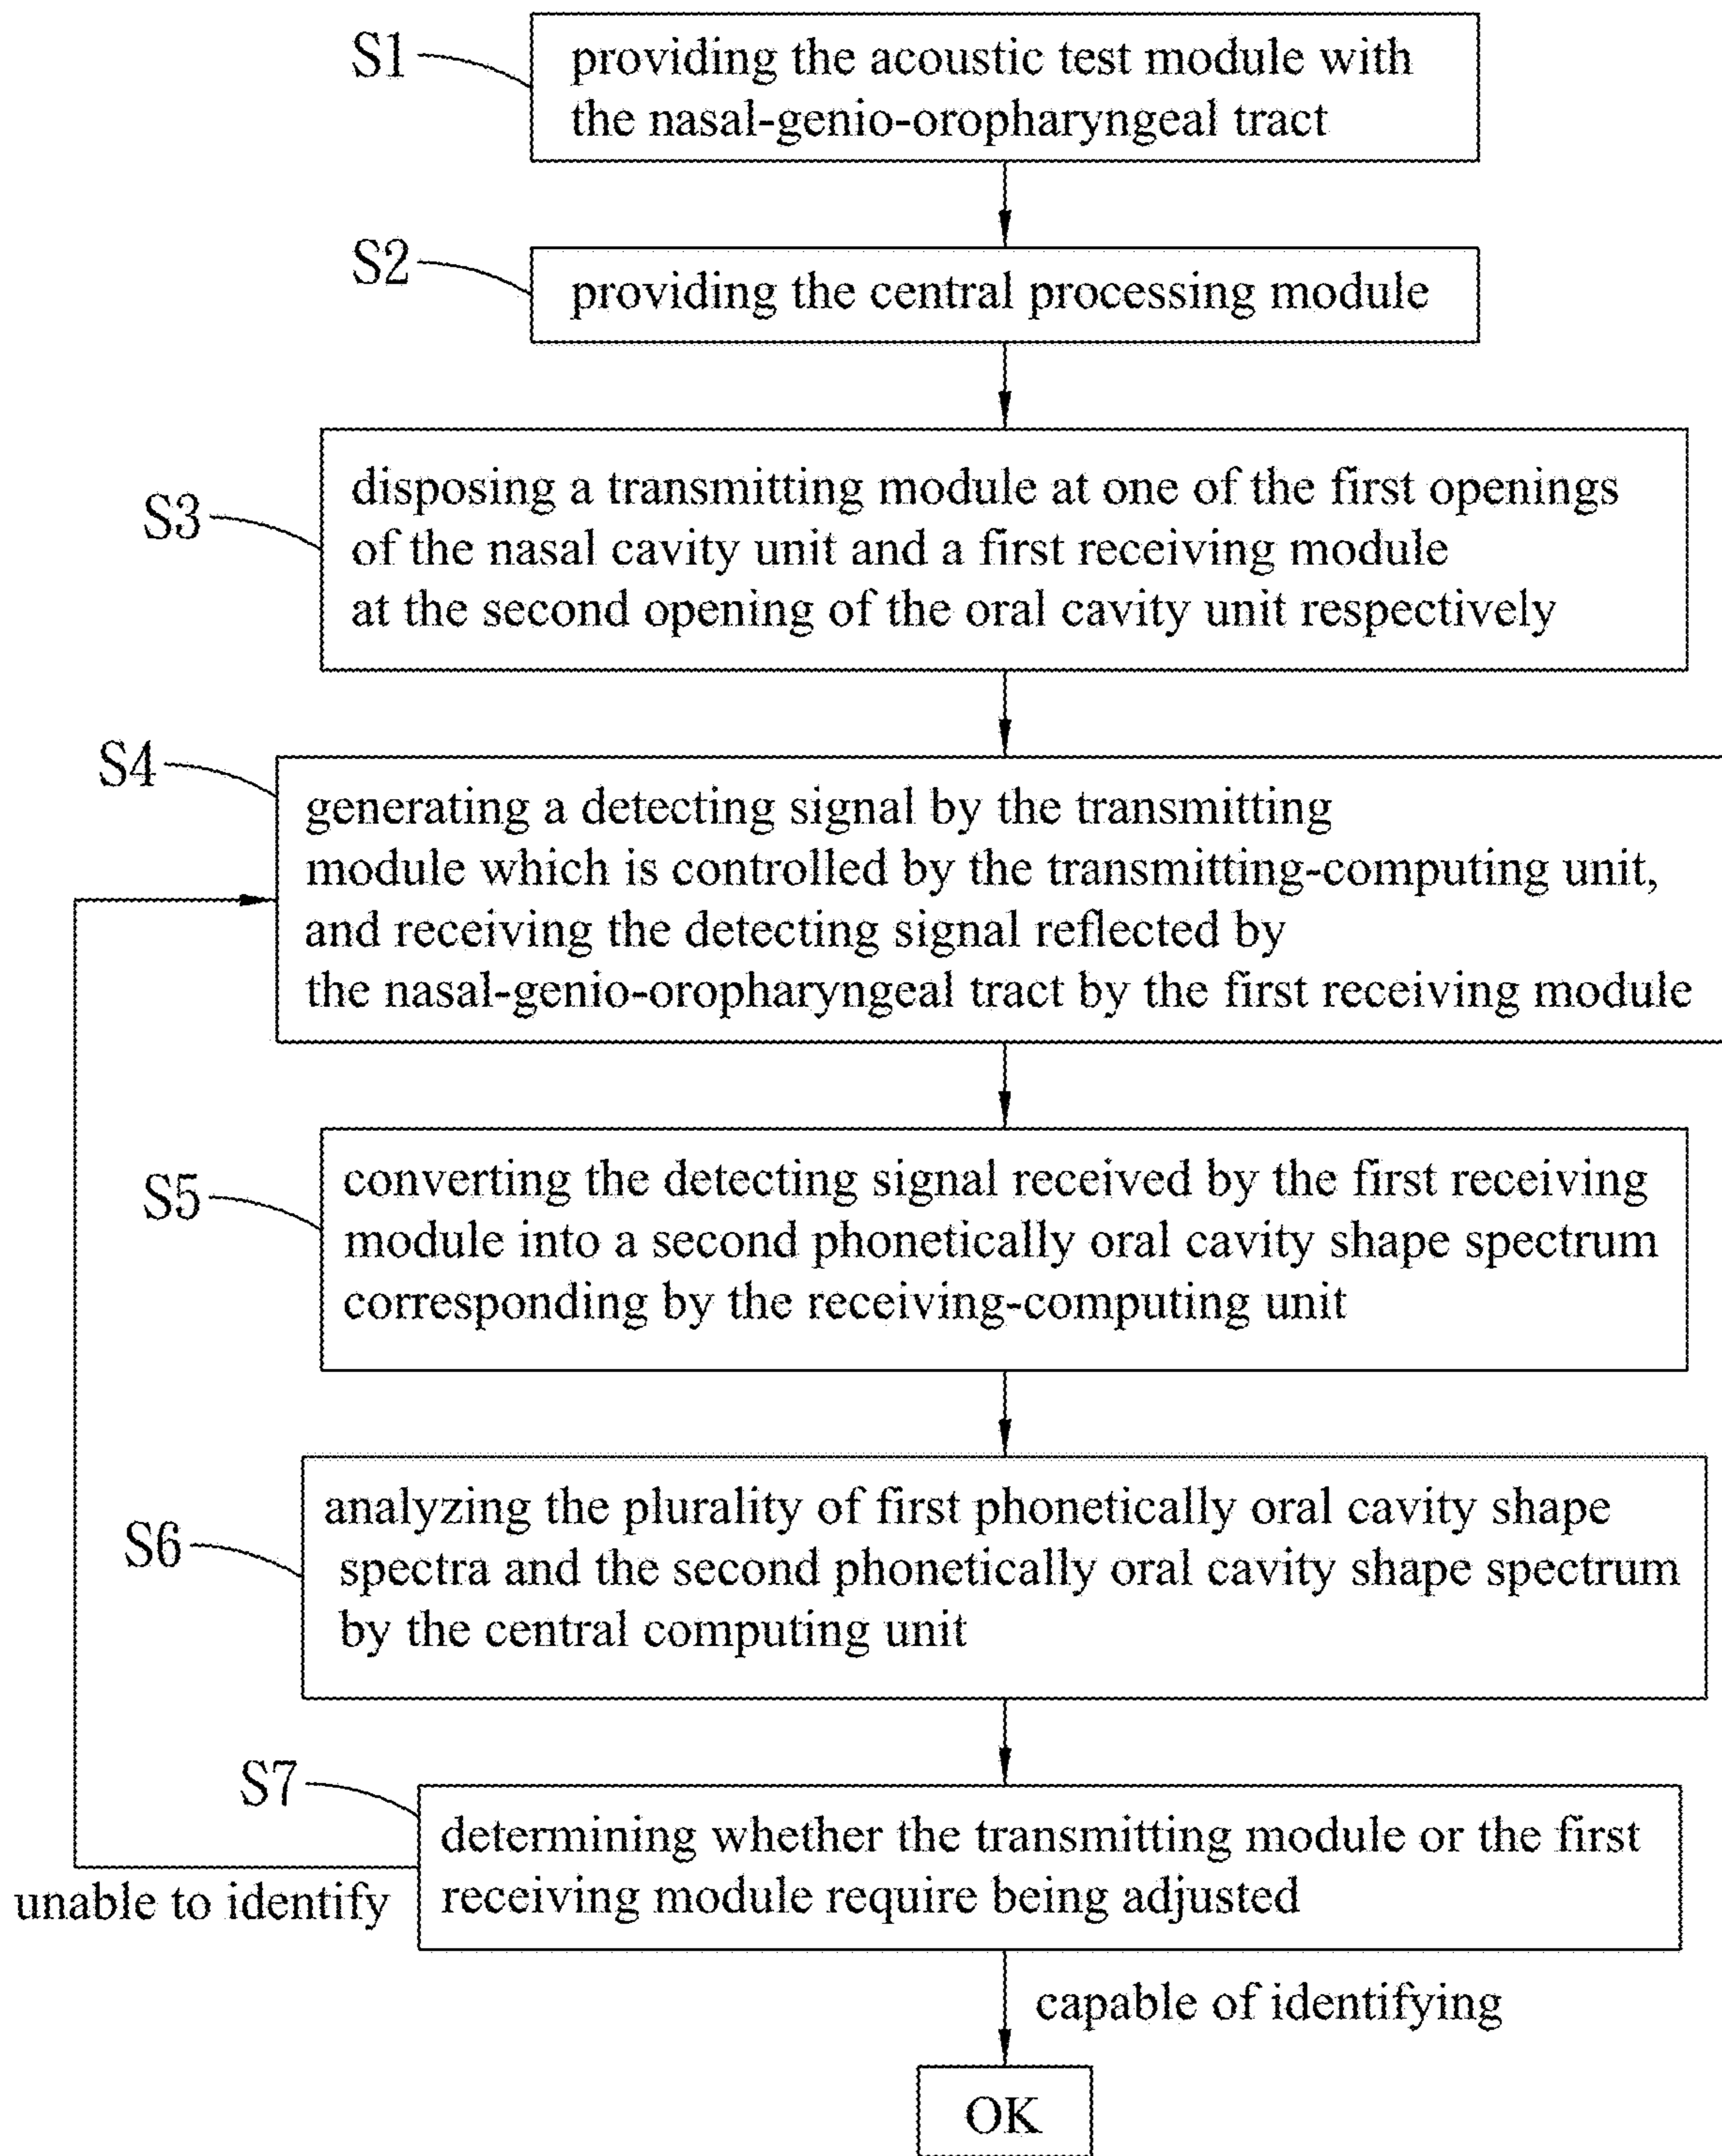 S1
providing the acoustic test module with
the nasal-genio-oropharyngeal tract
S2
providing the central processing module
S3
disposing a transmitting module at one of the first openings
of the nasal cavity unit and a first receiving module
at the second opening of the oral cavity unit respectively
S4
generating a detecting signal by the transmitting
module which is controlled by the transmitting-computing unit,
and receiving the detecting signal reflected by
the nasal-genio-oropharyngeal tract by the first receiving module
S5
converting the detecting signal received by the first receiving
module into a second phonetically oral cavity shape spectrum
corresponding by the receiving-computing unit
S6
analyzing the plurality of first phonetically oral cavity shape
spectra and the second phonetically oral cavity shape spectrum
by the central computing unit
S7
determining whether the transmitting module or the first
receiving module require being adjusted
unable to identify
capable of identifying
OK